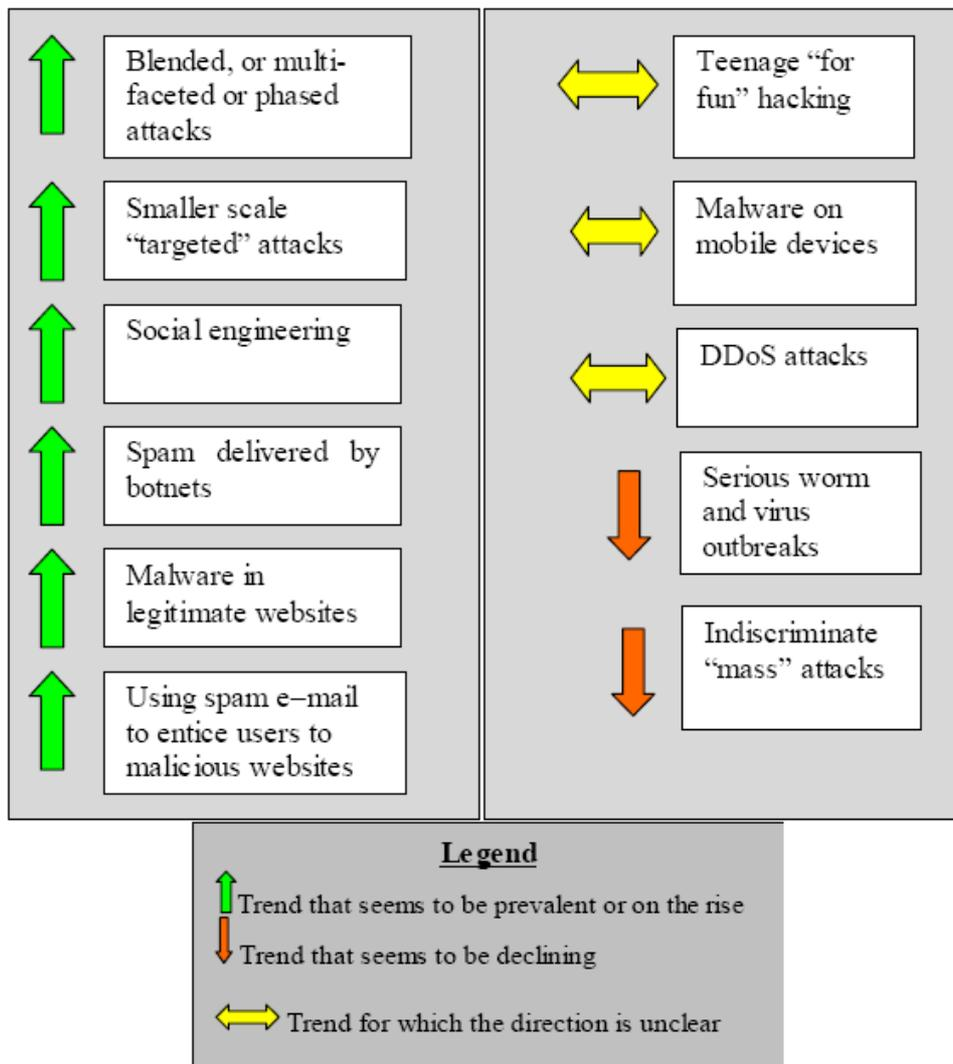 Blended, or multi-
faceted or phased
attacks
Smaller scale
“targeted” attacks
Social engineering
Spam delivered by
botnets
Malware in
legitimate websites
Using spam e–mail
to entice users to
malicious websites
Teenage “for
fun” hacking
Malware on
mobile devices
DDoS attacks
Serious worm
and virus
outbreaks
Indiscriminate
“mass” attacks
Legend
Trend that seems to be prevalent or on the rise
Trend that seems to be declining
Trend for which the direction is unclear